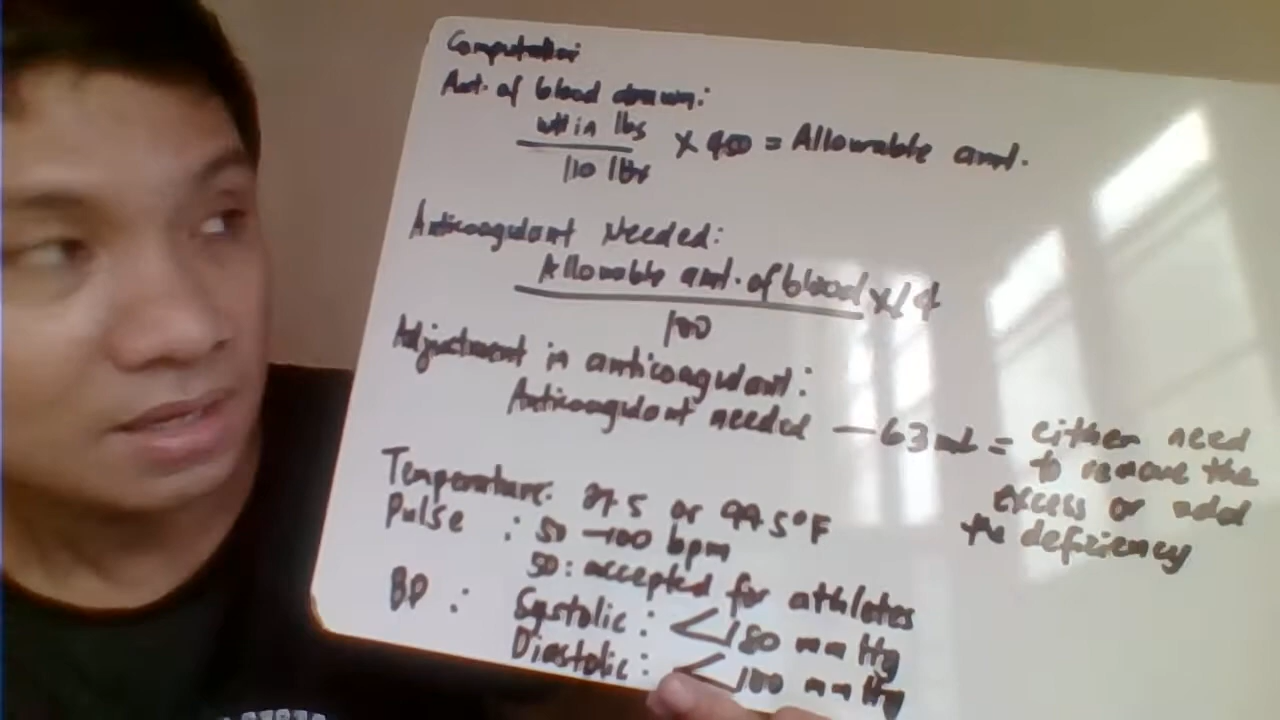 Computation
Amt. of blood drawn:
wt in lbs
110 lbs
x 450 = Allowable amt.
Anticoagulant Needed:
Allowable amt. of blood x 14
100
Adjustment in anticoagulant:
Anticoagulant needed — 63 mL = either need
to remove the
excess or add
the deficiency
Temperature: 37.5 or 99.5°F
Pulse : 50 - 100 bpm
50: accepted for athletes
BP : Systolic : < 180 mm Hg
Diastolic : < 100 mm Hg